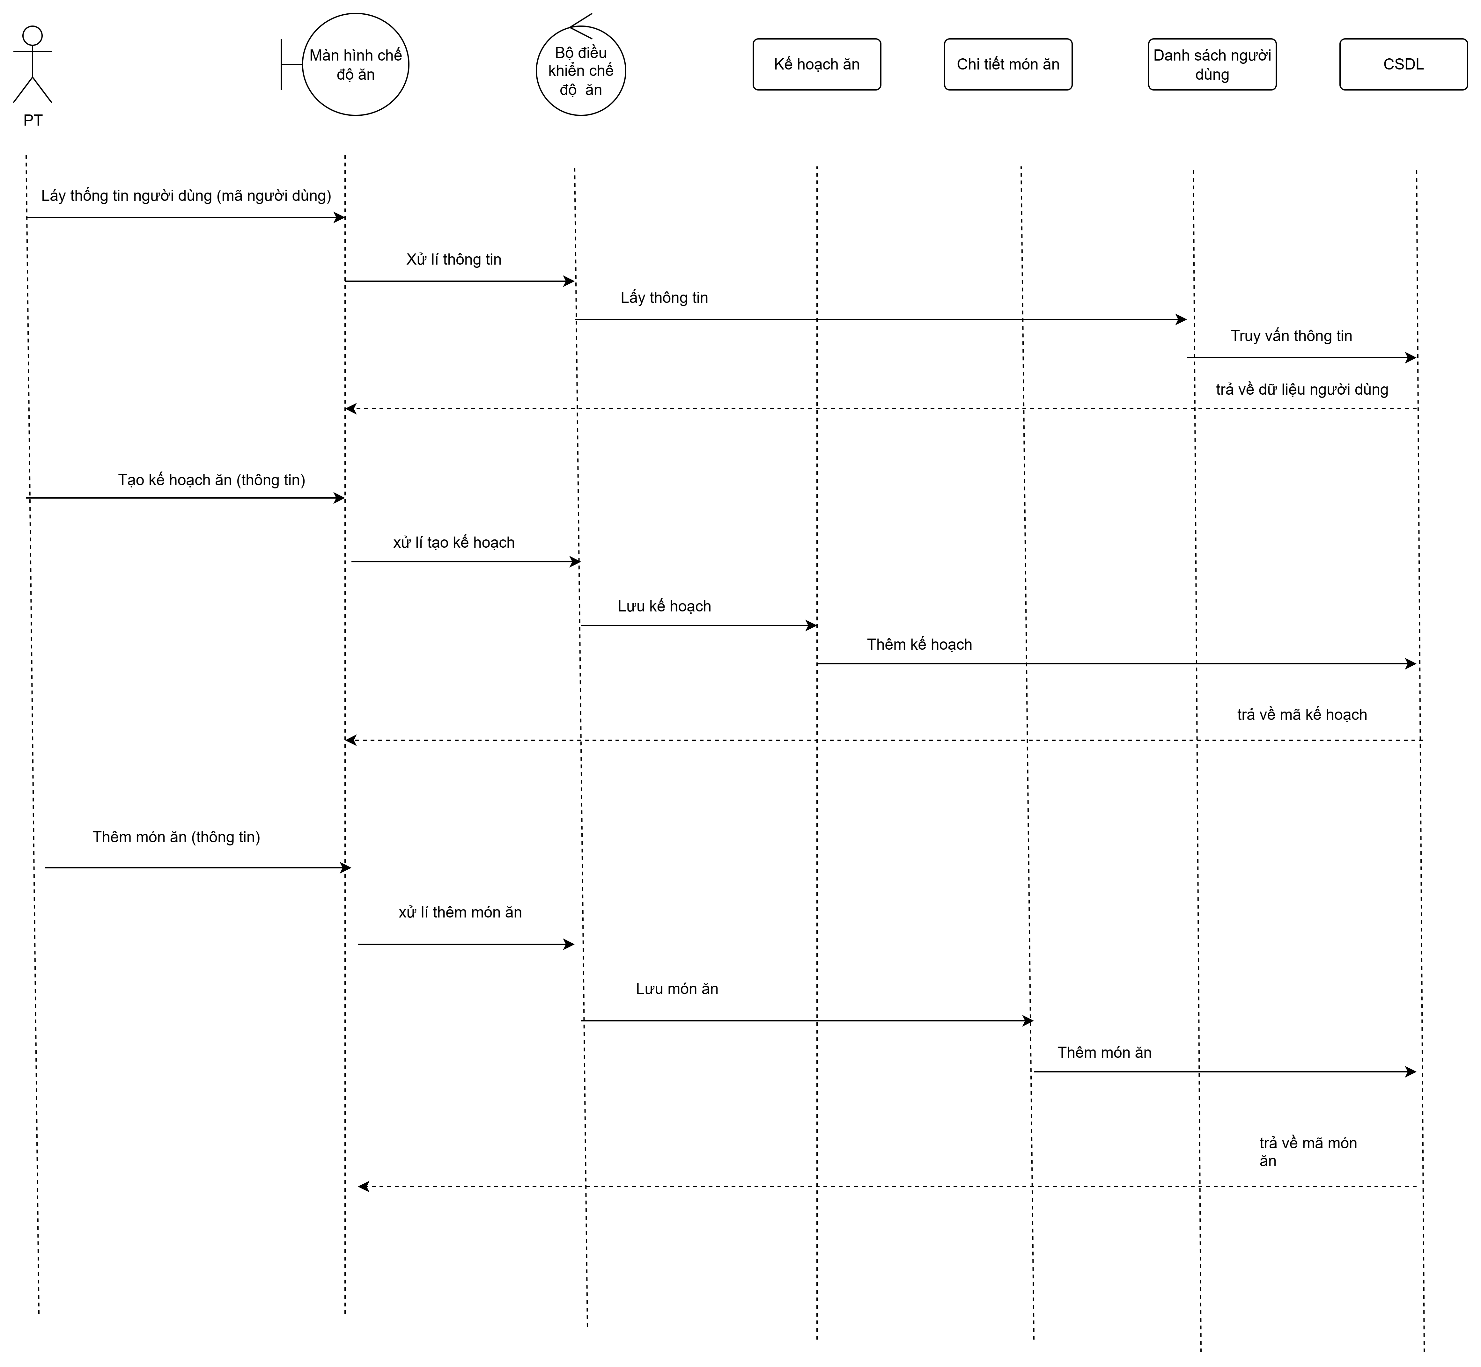 PT
Màn hình chế
độ ăn
Bộ điều
khiển chế
độ ăn
Kế hoạch ăn
Chi tiết món ăn
Danh sách người
dùng
CSDL
Láy thống tin người dùng (mã người dùng)
Xử lí thông tin
Lấy thông tin
Truy vấn thông tin
trả về dữ liệu người dùng
Tạo kế hoạch ăn (thông tin)
xử lí tạo kế hoạch
Lưu kế hoạch
Thêm kế hoạch
trả về mã kế hoạch
Thêm món ăn (thông tin)
xử lí thêm món ăn
Lưu món ăn
Thêm món ăn
trả về mã món
ăn